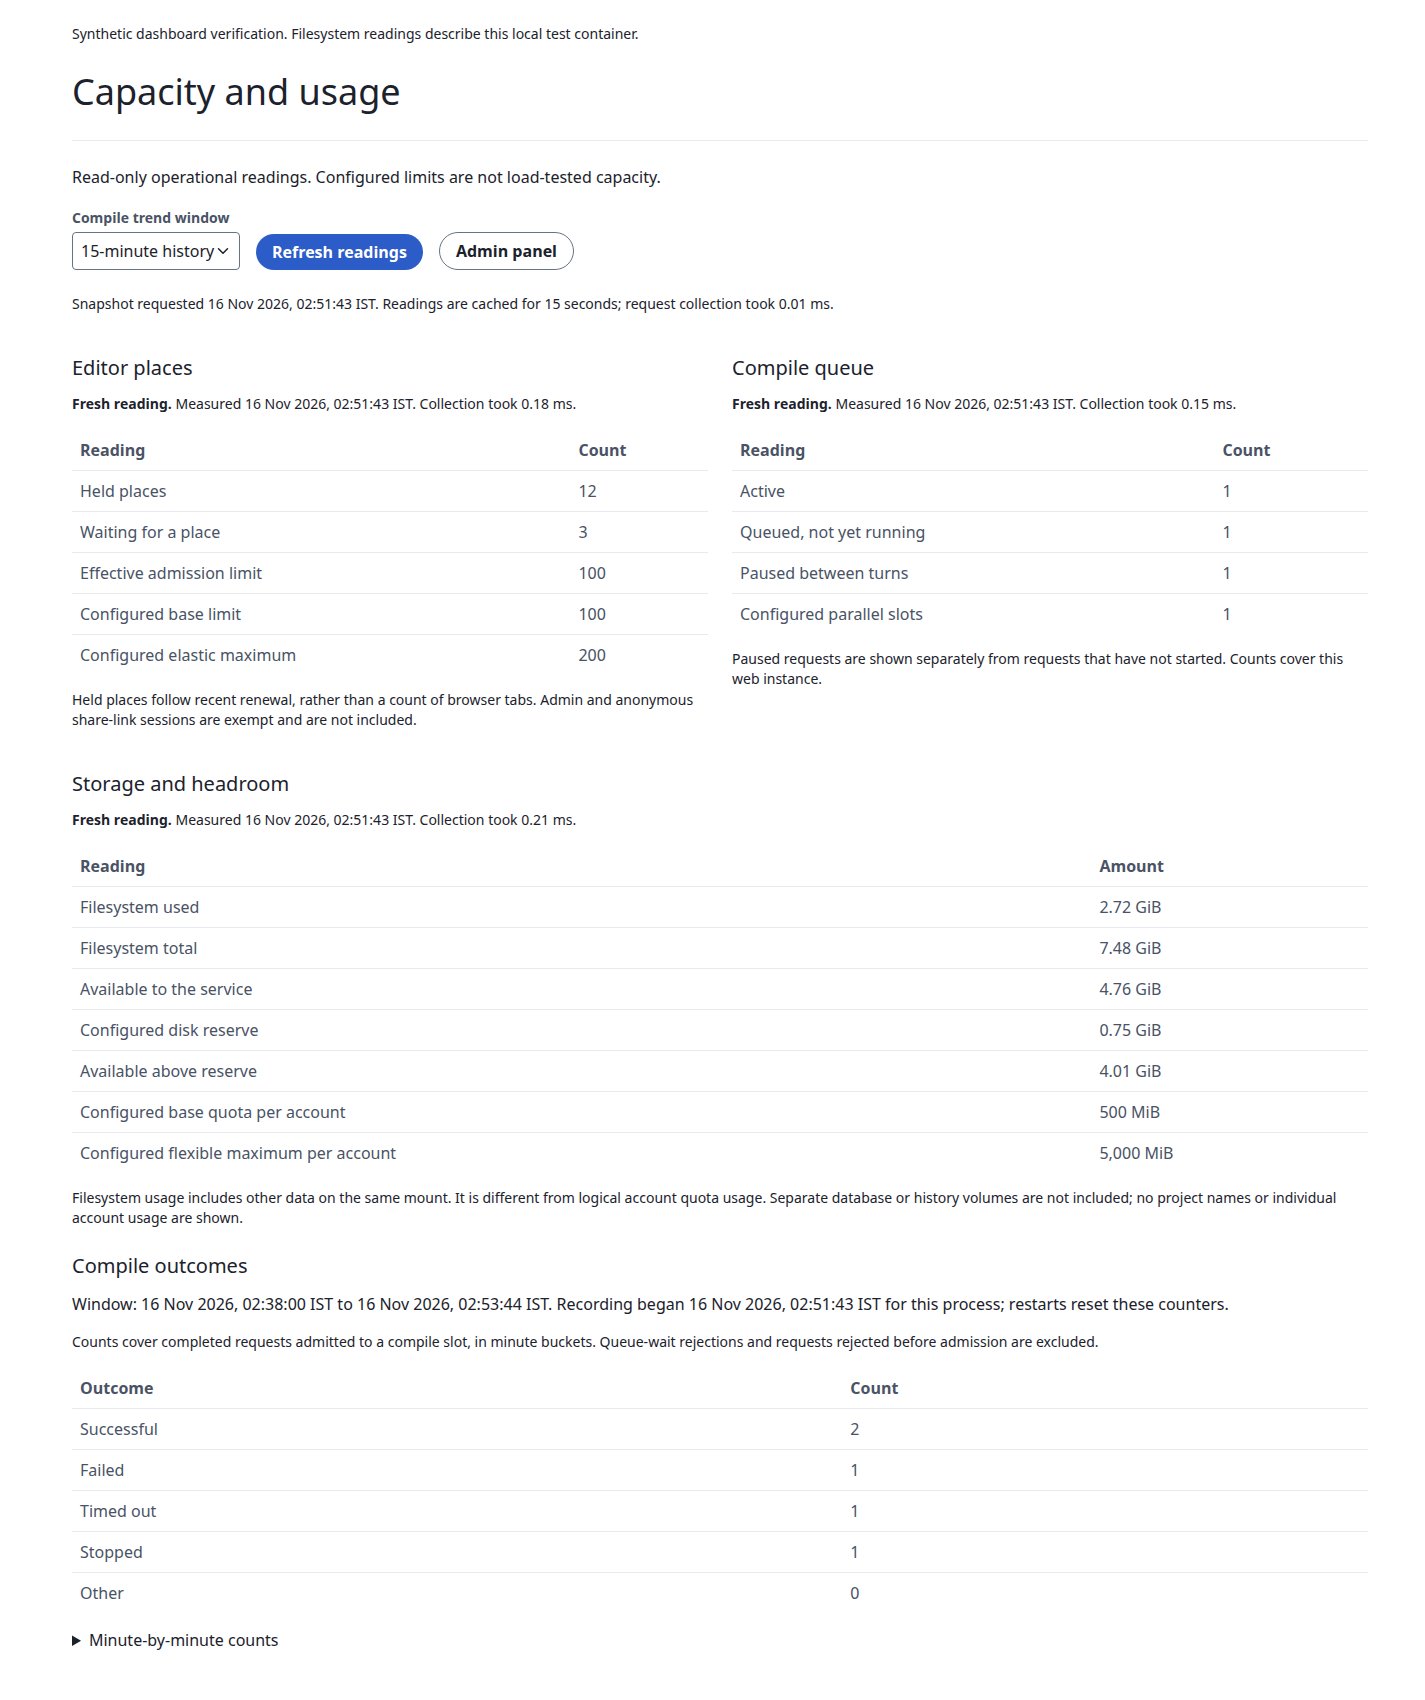 Synthetic dashboard verification. Filesystem readings describe this local test container.
Capacity and usage
Read-only operational readings. Configured limits are not load-tested capacity.
Compile trend window
15-minute history
Refresh readings
Admin panel
Snapshot requested 16 Nov 2026, 02:51:43 IST. Readings are cached for 15 seconds; request collection took 0.01 ms.
Editor places
Fresh reading. Measured 16 Nov 2026, 02:51:43 IST. Collection took 0.18 ms.
Reading Count
Held places 12
Waiting for a place 3
Effective admission limit 100
Configured base limit 100
Configured elastic maximum 200
Held places follow recent renewal, rather than a count of browser tabs. Admin and anonymous
share-link sessions are exempt and are not included.
Compile queue
Fresh reading. Measured 16 Nov 2026, 02:51:43 IST. Collection took 0.15 ms.
Reading Count
Active 1
Queued, not yet running 1
Paused between turns 1
Configured parallel slots 1
Paused requests are shown separately from requests that have not started. Counts cover this
web instance.
Storage and headroom
Fresh reading. Measured 16 Nov 2026, 02:51:43 IST. Collection took 0.21 ms.
Reading Amount
Filesystem used 2.72 GiB
Filesystem total 7.48 GiB
Available to the service 4.76 GiB
Configured disk reserve 0.75 GiB
Available above reserve 4.01 GiB
Configured base quota per account 500 MiB
Configured flexible maximum per account 5,000 MiB
Filesystem usage includes other data on the same mount. It is different from logical account quota usage. Separate database or history volumes are not included; no project names or individual
account usage are shown.
Compile outcomes
Window: 16 Nov 2026, 02:38:00 IST to 16 Nov 2026, 02:53:44 IST. Recording began 16 Nov 2026, 02:51:43 IST for this process; restarts reset these counters.
Counts cover completed requests admitted to a compile slot, in minute buckets. Queue-wait rejections and requests rejected before admission are excluded.
Outcome Count
Successful 2
Failed 1
Timed out 1
Stopped 1
Other 0
Minute-by-minute counts